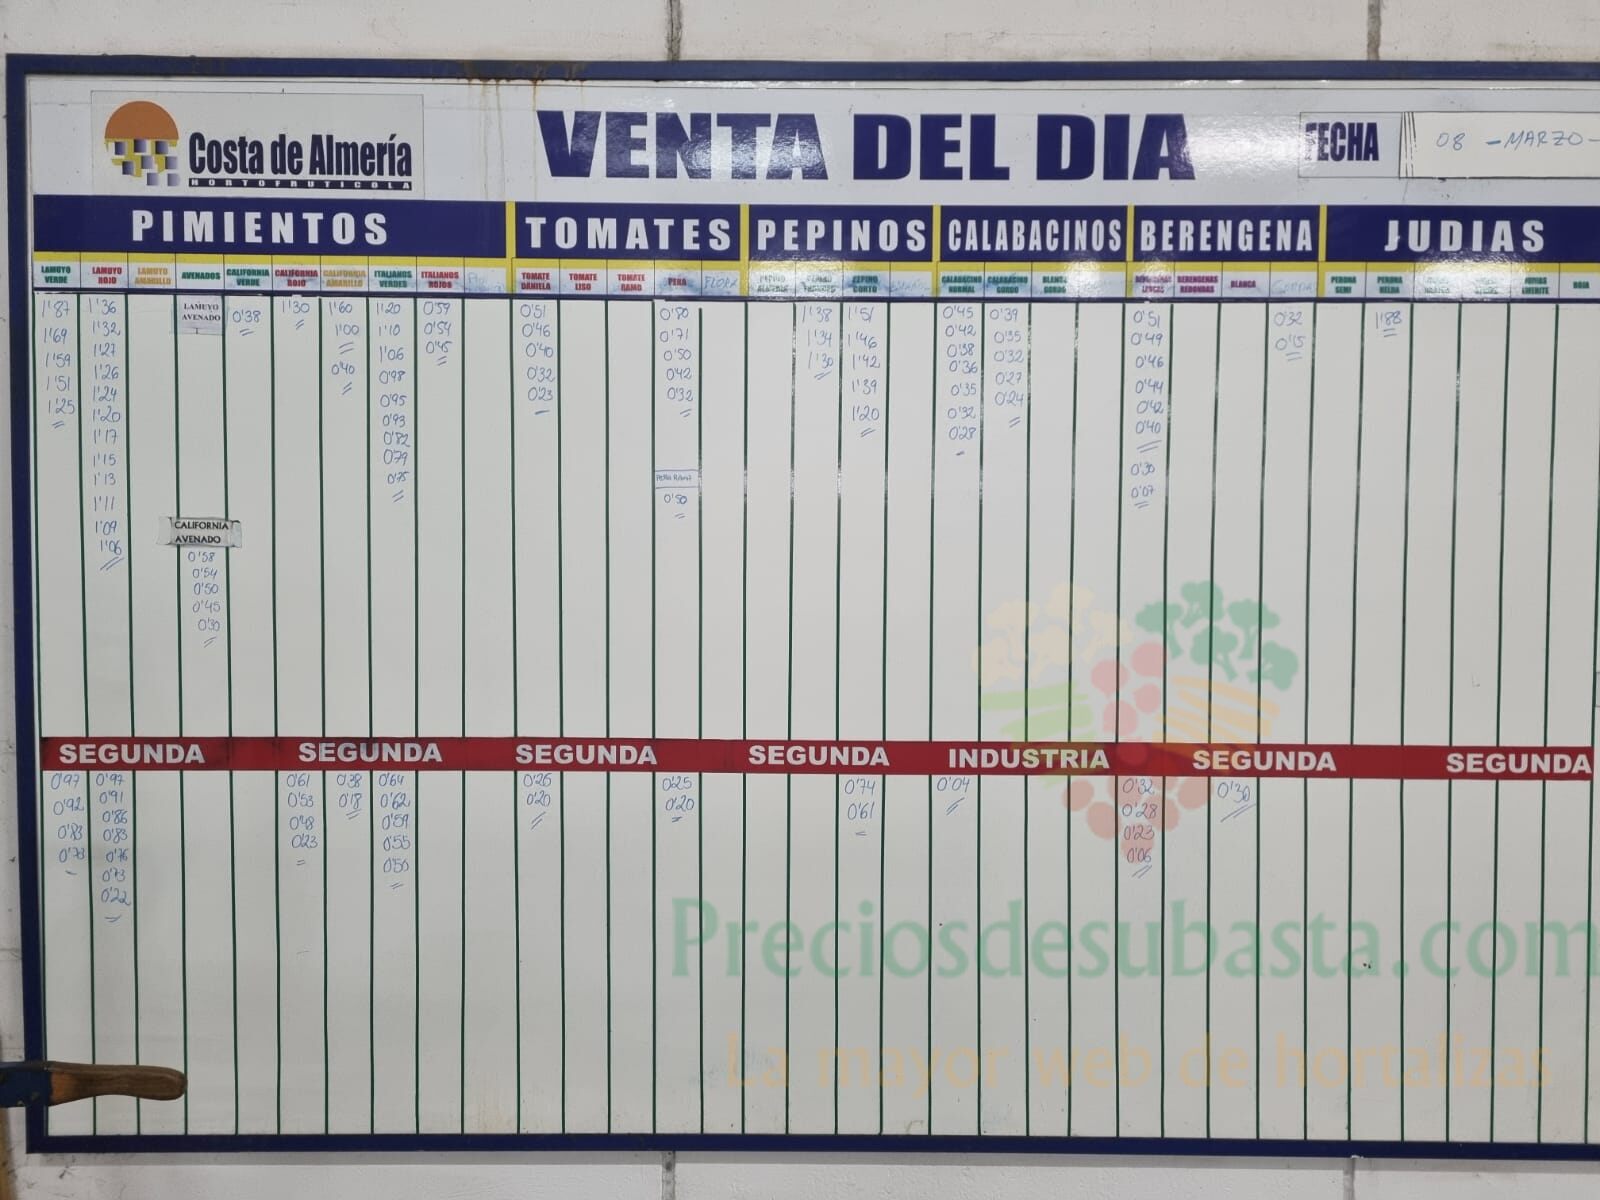 Costa de Almería
HORTOFRUTICOLA
VENTA DEL DIA
FECHA
08 - MARZO -
PIMIENTOS
TOMATES
PEPINOS
CALABACINOS
BERENGENA
JUDIAS
LAMUYO VERDE
LAMUYO ROJO
LAMUYO AMARILLO
AVENADOS
CALIFORNIA VERDE
CALIFORNIA ROJO
CALIFORNIA AMARILLO
ITALIANOS VERDES
ITALIANOS ROJOS
TOMATE DANIELA
TOMATE LISO
TOMATE RAMO
PERA
FLORA
PEPINO CORTO
CALABACINO NORMAL
CALABACINO GORDO
BERENGENAS LARGAS
BERENGENAS REDONDAS
BLANCA
GORDAS
PERONA SEMI
PERONA HELDA
ROJA
1'87
1'69
1'59
1'51
1'25
1'36
1'32
1'27
1'26
1'24
1'20
1'17
1'15
1'13
1'11
1'09
1'06
LAMUYO
AVENADO
CALIFORNIA
AVENADO
0'58
0'54
0'50
0'45
0'30
0'38
1'30
1'60
1'00
0'40
1'20
1'10
1'06
0'98
0'95
0'93
0'82
0'79
0'75
0'59
0'54
0'45
0'51
0'46
0'40
0'32
0'23
0'80
0'71
0'50
0'42
0'32
PERA RAMA
0'50
1'38
1'34
1'30
1'51
1'46
1'42
1'39
1'20
0'45
0'42
0'38
0'36
0'35
0'32
0'28
0'39
0'35
0'32
0'27
0'24
0'51
0'49
0'46
0'44
0'42
0'40
0'30
0'07
0'32
0'15
1'88
SEGUNDA
SEGUNDA
SEGUNDA
SEGUNDA
INDUSTRIA
SEGUNDA
SEGUNDA
0'97
0'92
0'83
0'73
0'97
0'91
0'86
0'83
0'76
0'73
0'22
0'61
0'53
0'48
0'23
0'38
0'18
0'64
0'62
0'59
0'55
0'50
0'26
0'20
0'25
0'20
0'74
0'61
0'04
0'32
0'28
0'23
0'06
0'30
Preciosdesubasta.com
La mayor web de hortalizas